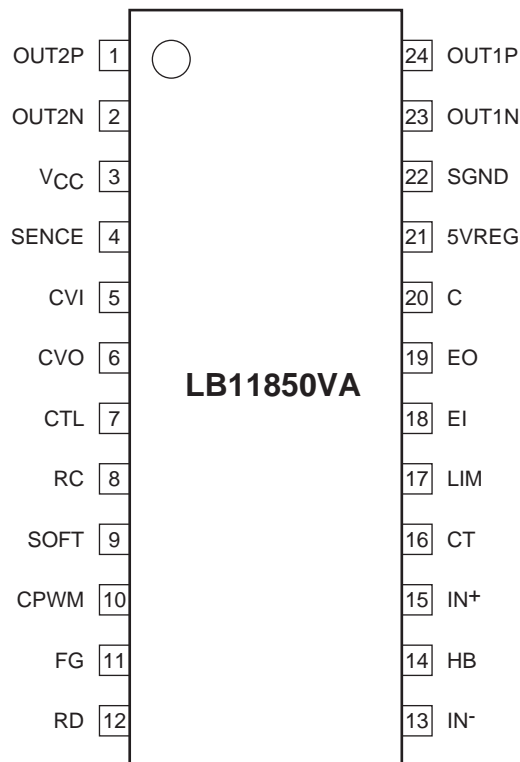 OUT2P 1 24 OUT1P
OUT2N 2 23 OUT1N
VCC 3 22 SGND
SENCE 4 21 5VREG
CVI 5 20 C
CVO 6 19 EO
LB11850VA
CTL 7 18 EI
RC 8 17 LIM
SOFT 9 16 CT
CPWM 10 15 IN+
FG 11 14 HB
RD 12 13 IN-